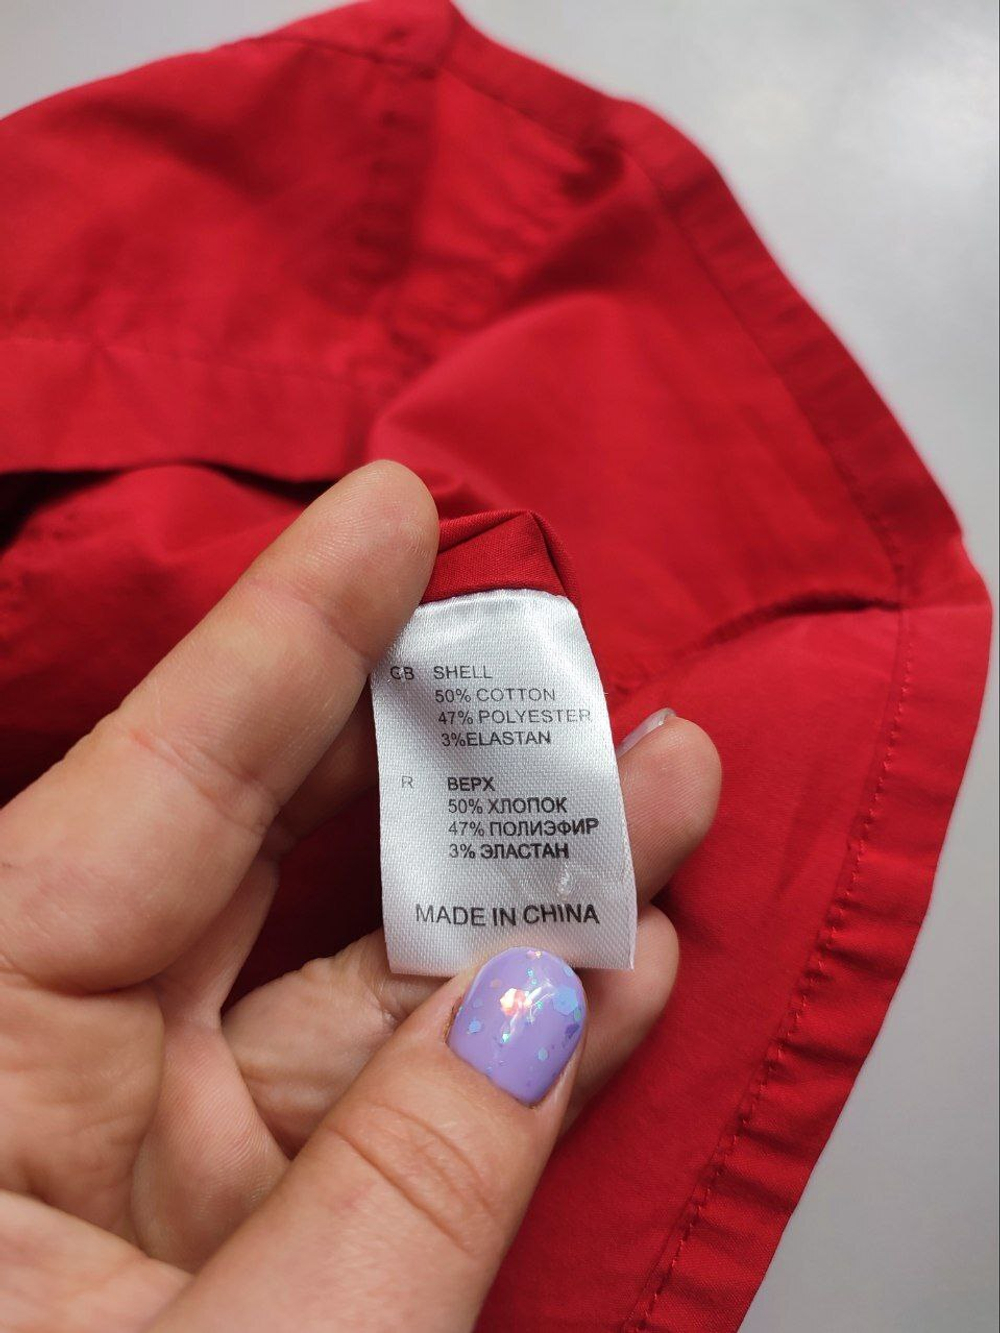 GB SHELL
50% COTTON
47% POLYESTER
3%ELASTAN
R ВЕРХ
50% ХЛОПОК
47% ПОЛИЭФИР
3% ЭЛАСТАН
MADE IN CHINA